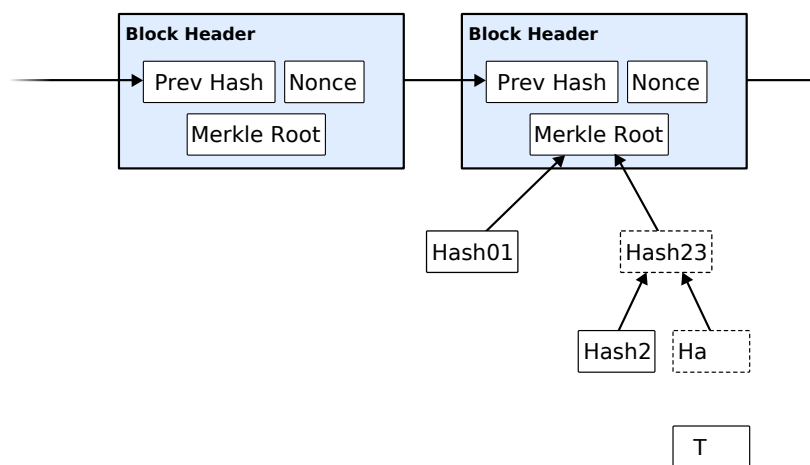 Block Header Block Header
Prev Hash Nonce Prev Hash Nonce
Merkle Root Merkle Root
Hash01 Hash23
Hash2 Ha
T